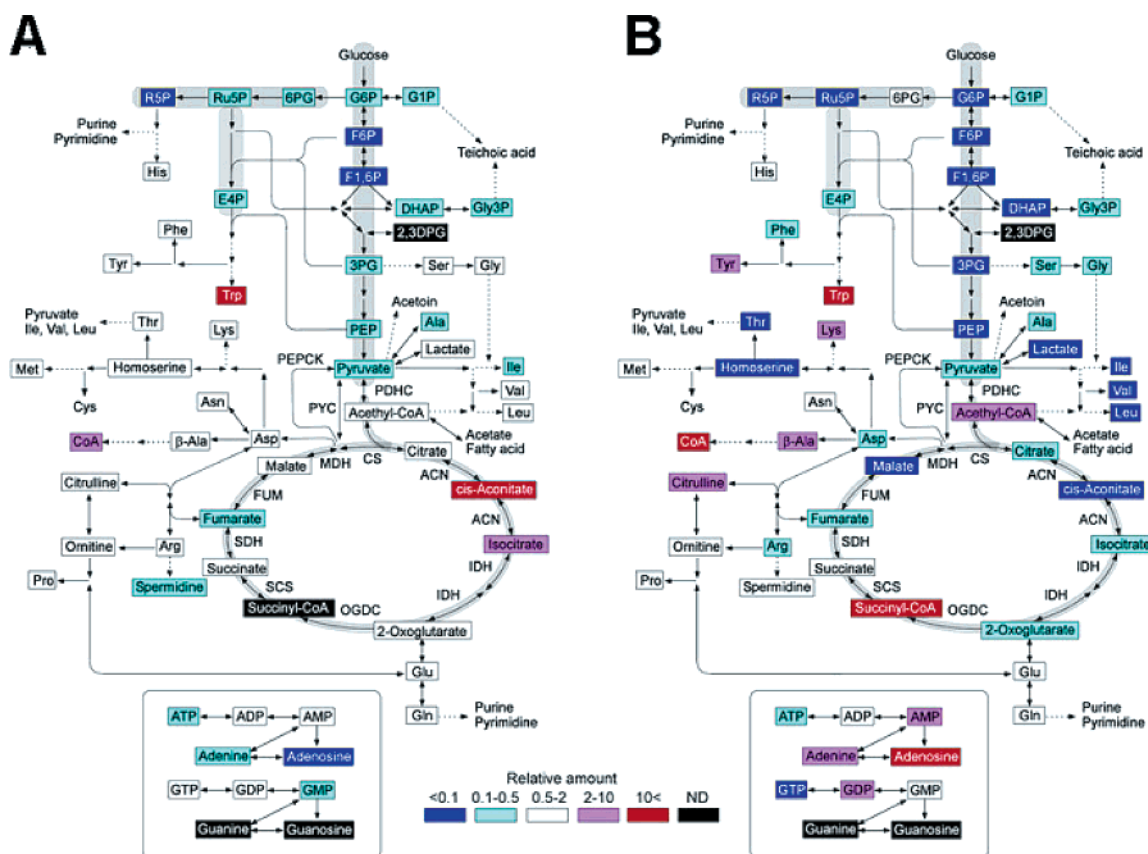 A
Glucose
R5P Ru5P 6PG G6P G1P
Purine
Pyrimidine
F6P
Teichoic acid
His
F1,6P
E4P
DHAP Gly3P
2,3DPG
Phe
Tyr
3PG Ser Gly
Trp
Acetoin
Pyruvate
Ile, Val, Leu
Thr
Lys
PEP
Ala
PEPCK
Lactate
Met
Homoserine
Pyruvate
Ile
Cys
PDHC
Val
Asn
PYC
Acethyl-CoA
Leu
CoA
β-Ala
Asp
Acetate
Fatty acid
MDH
CS
Citrate
Malate
ACN
Citrulline
cis-Aconitate
FUM
Fumarate
ACN
Ornitine
Arg
SDH
Isocitrate
Pro
Spermidine
Succinate
IDH
SCS
IDH
Succinyl-CoA
OGDC
2-Oxoglutarate
Glu
Gln
Purine
Pyrimidine
ATP ADP AMP
Adenine Adenosine
GTP GDP GMP
Guanine Guanosine
Relative amount
<0.1 0.1-0.5 0.5-2 2-10 10< ND
B
Glucose
R5P Ru5P 6PG G6P G1P
Purine
Pyrimidine
F6P
Teichoic acid
His
F1,6P
E4P
DHAP Gly3P
2,3DPG
Phe
Tyr
3PG Ser Gly
Trp
Acetoin
Pyruvate
Ile, Val, Leu
Thr
Lys
PEP
Ala
PEPCK
Lactate
Met
Homoserine
Pyruvate
Ile
Cys
PDHC
Val
Asn
PYC
Acethyl-CoA
Leu
CoA
β-Ala
Asp
Acetate
Fatty acid
MDH
CS
Citrate
Malate
ACN
Citrulline
cis-Aconitate
FUM
Fumarate
ACN
Ornitine
Arg
SDH
Isocitrate
Pro
Spermidine
Succinate
IDH
SCS
IDH
Succinyl-CoA
OGDC
2-Oxoglutarate
Glu
Gln
Purine
Pyrimidine
ATP ADP AMP
Adenine Adenosine
GTP GDP GMP
Guanine Guanosine